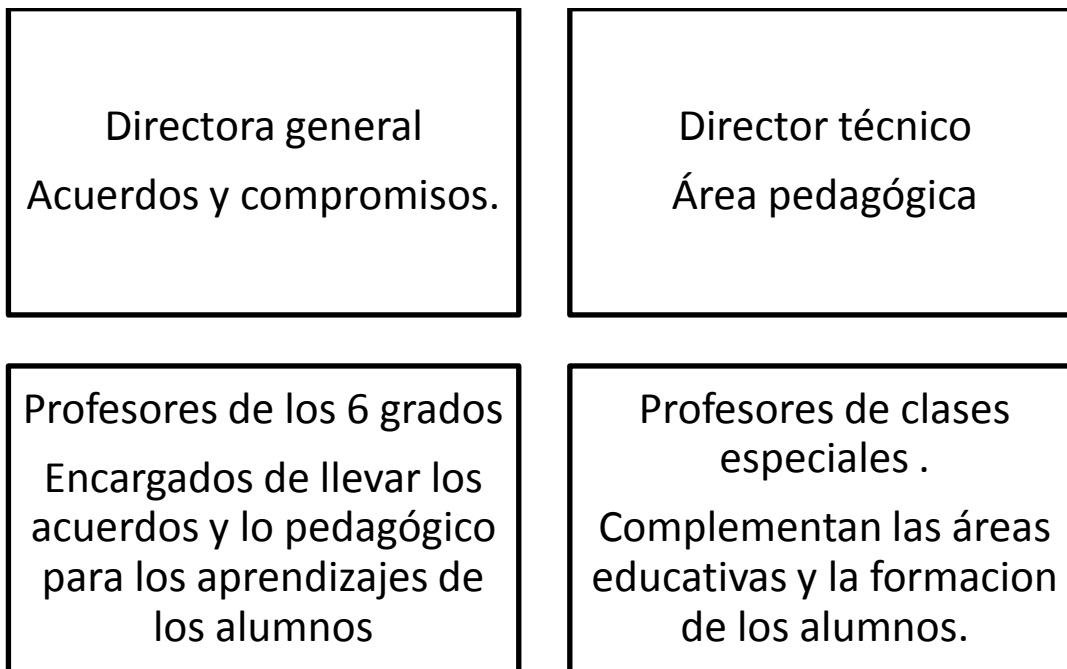 Directora general
Acuerdos y compromisos.
Director técnico
Área pedagógica
Profesores de los 6 grados
Encargados de llevar los
acuerdos y lo pedagógico
para los aprendizajes de
los alumnos
Profesores de clases
especiales .
Complementan las áreas
educativas y la formacion
de los alumnos.